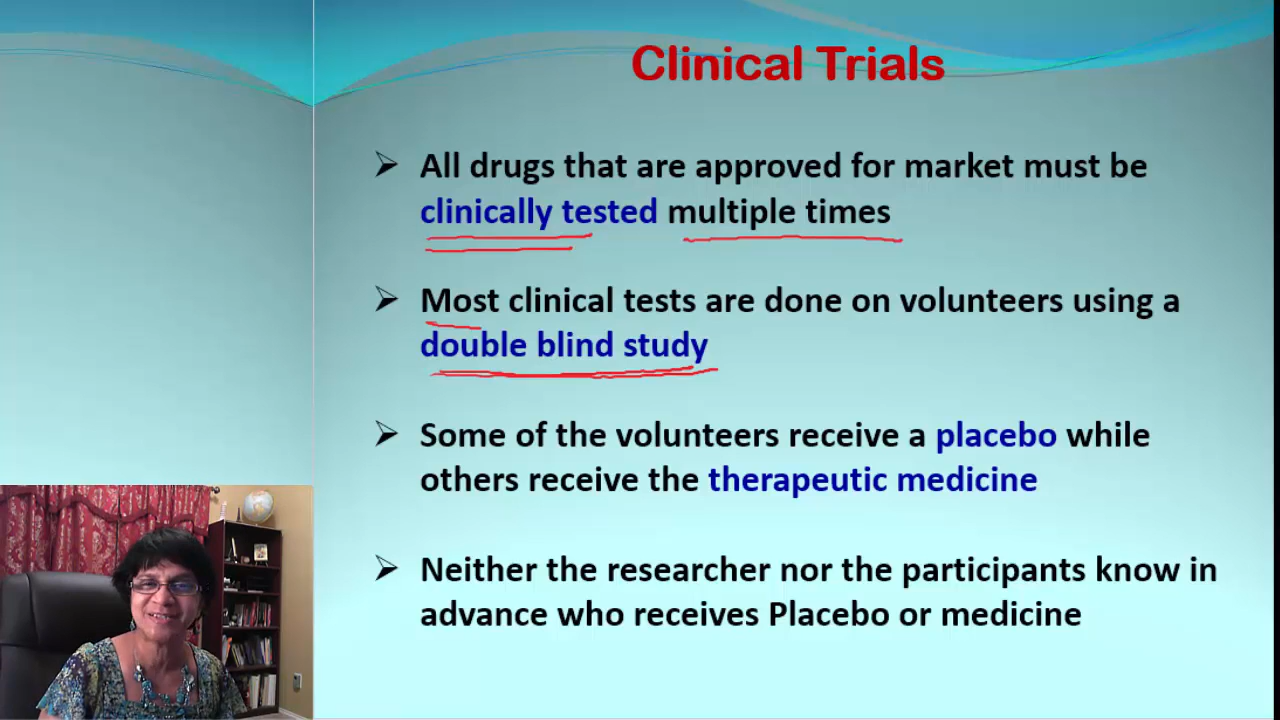 Clinical Trials
All drugs that are approved for market must be
clinically tested multiple times
Most clinical tests are done on volunteers using a
double blind study
Some of the volunteers receive a placebo while
others receive the therapeutic medicine
Neither the researcher nor the participants know in
advance who receives Placebo or medicine